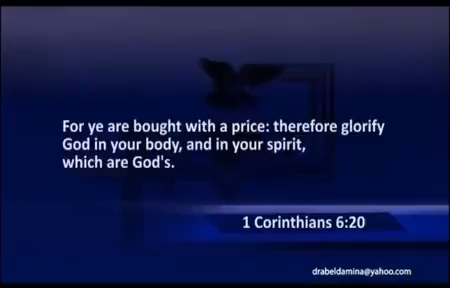 For ye are bought with a price: therefore glorify
God in your body, and in your spirit,
which are God's.
1 Corinthians 6:20
drabeldamina@yahoo.com